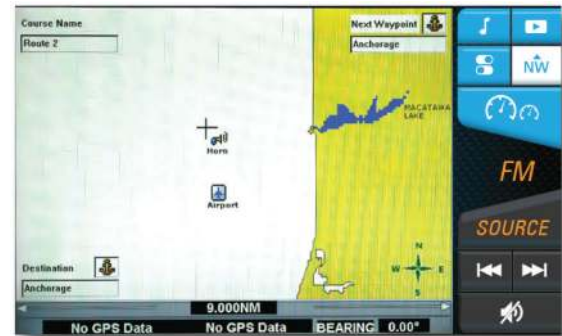 Course Name
Route 2
Next Waypoint
Anchorage
NW
MACATAWA
LAKE
Horn
Airport
FM
SOURCE
N
W E
S
Destination
Anchorage
9.000NM
No GPS Data No GPS Data BEARING 0.00°